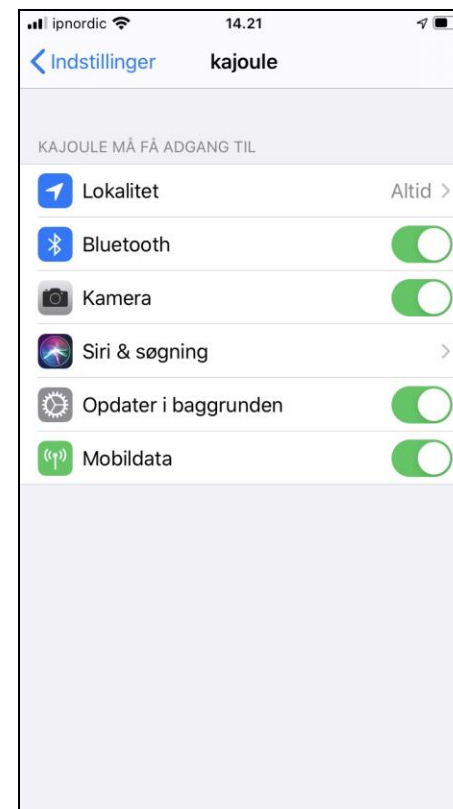 ipnordic 14.21
Indstillinger kajoule
KAJOULE MÅ FÅ ADGANG TIL
Lokalitet Altid
Bluetooth
Kamera
Siri & søgning
Opdater i baggrunden
Mobildata